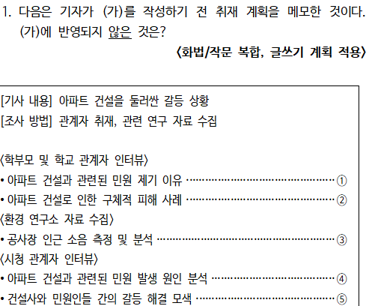 1. 다음은 기자가 (가)를 작성하기 전 취재 계획을 메모한 것이다.
(가)에 반영되지 않은 것은?
<화법/작문 복합, 글쓰기 계획 적용>
[기사 내용] 아파트 건설을 둘러싼 갈등 상황
[조사 방법] 관계자 취재, 관련 연구 자료 수집
<학부모 및 학교 관계자 인터뷰>
• 아파트 건설과 관련된 민원 제기 이유 ········································ ①
• 아파트 건설로 인한 구체적 피해 사례 ········································ ②
<환경 연구소 자료 수집>
• 공사장 인근 소음 측정 및 분석 ················································ ③
<시청 관계자 인터뷰>
• 아파트 건설과 관련된 민원 발생 원인 분석 ································ ④
• 건설사와 민원인들 간의 갈등 해결 모색 ···································· ⑤